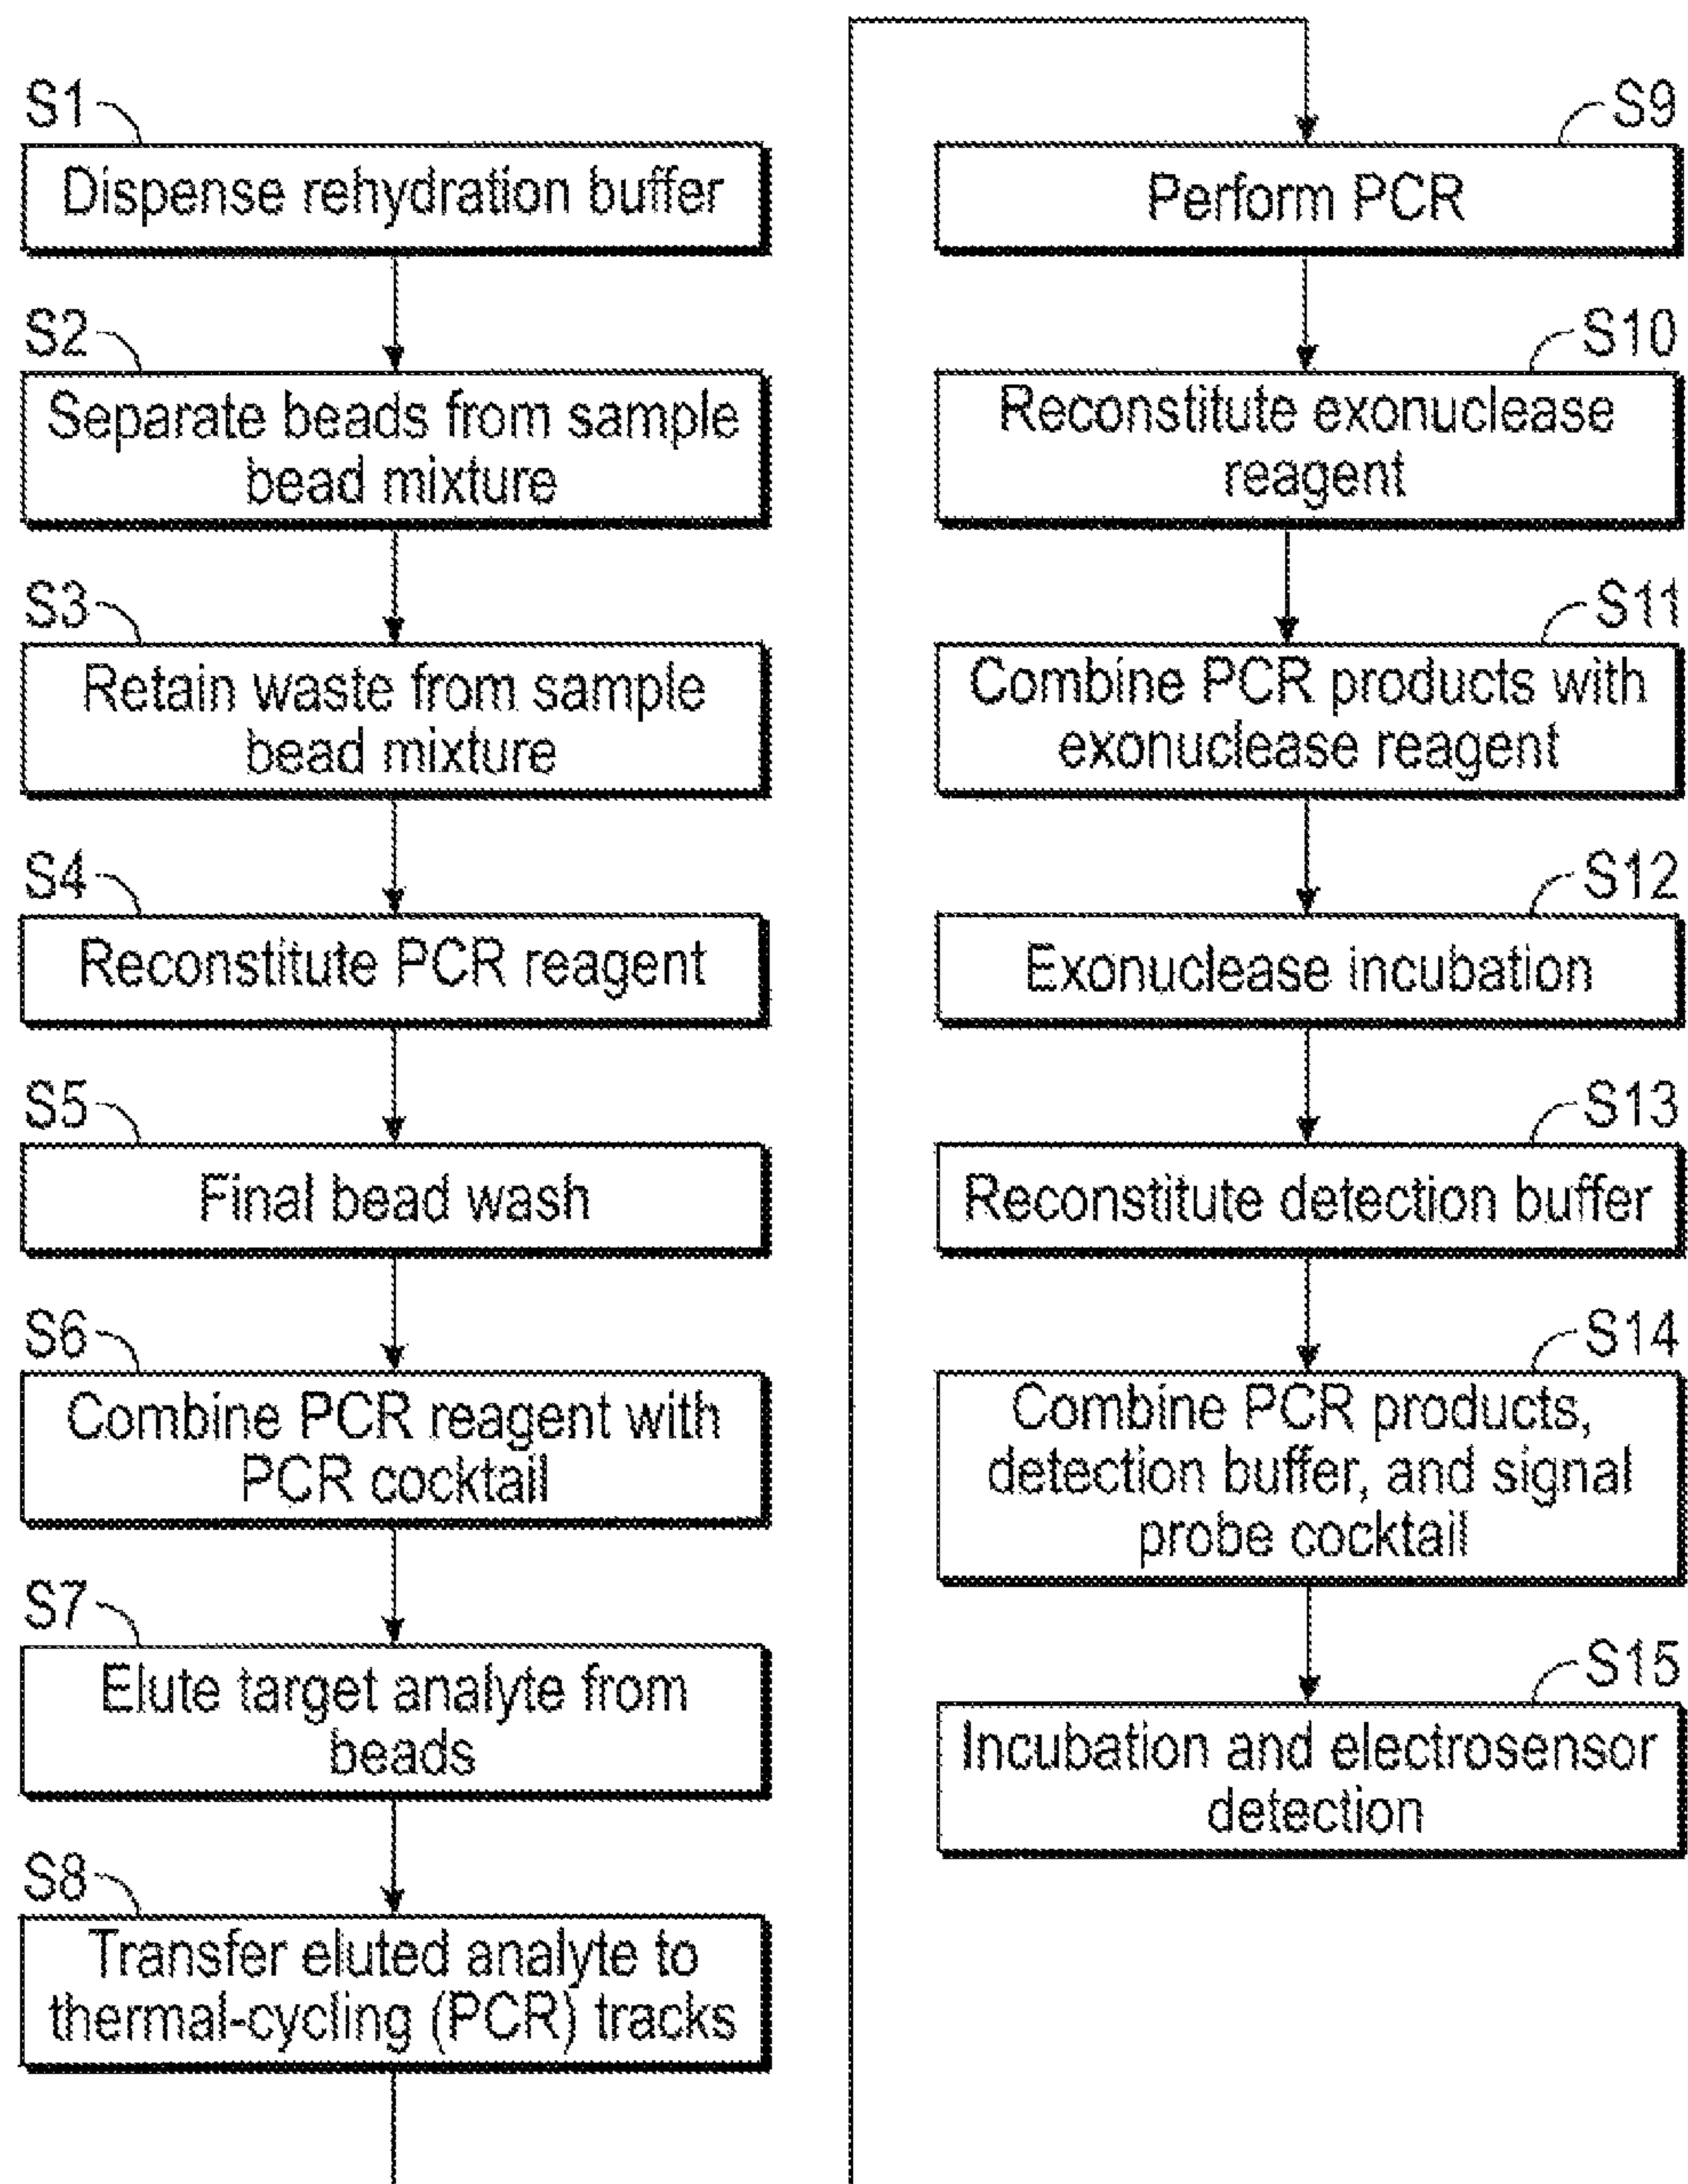 S1
Dispense rehydration buffer
S2
Separate beads from sample
bead mixture
S3
Retain waste from sample
bead mixture
S4
Reconstitute PCR reagent
S5
Final bead wash
S6
Combine PCR reagent with
PCR cocktail
S7
Elute target analyte from
beads
S8
Transfer eluted analyte to
thermal-cycling (PCR) tracks
S9
Perform PCR
S10
Reconstitute exonuclease
reagent
S11
Combine PCR products with
exonuclease reagent
S12
Exonuclease incubation
S13
Reconstitute detection buffer
S14
Combine PCR products,
detection buffer, and signal
probe cocktail
S15
Incubation and electrosensor
detection